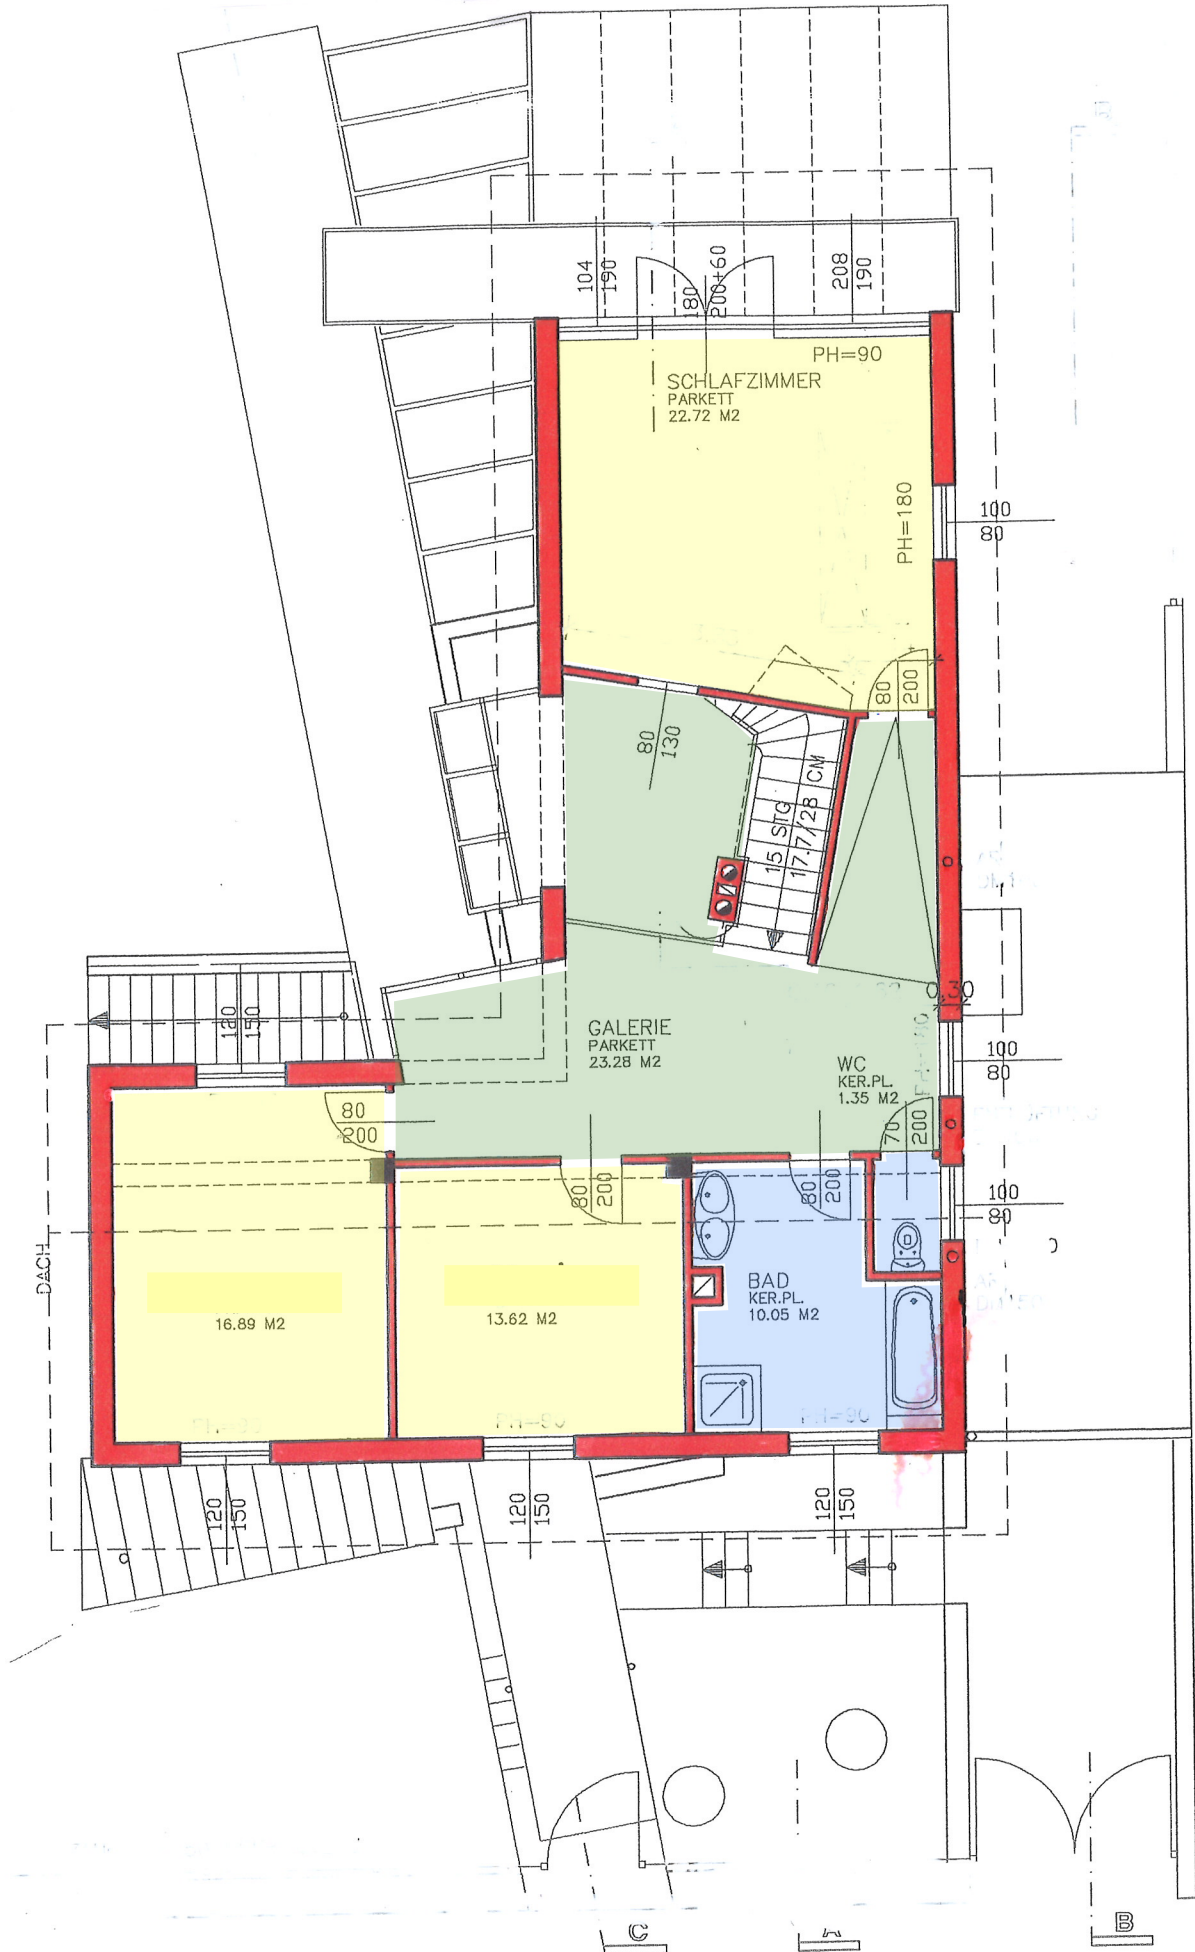 104
190
180
200+60
208
190
PH=90
SCHLAFZIMMER
PARKETT
22.72 M2
PH=180
100
80
80
200
80
130
15 STG
17.7/28 CM
120
150
GALERIE
PARKETT
23.28 M2
WC
KER.PL.
1.35 M2
100
80
70
200
80
200
80
200
80
200
100
80
DACH
16.89 M2
13.62 M2
BAD
KER.PL.
10.05 M2
120
150
120
150
120
150
C
A
B